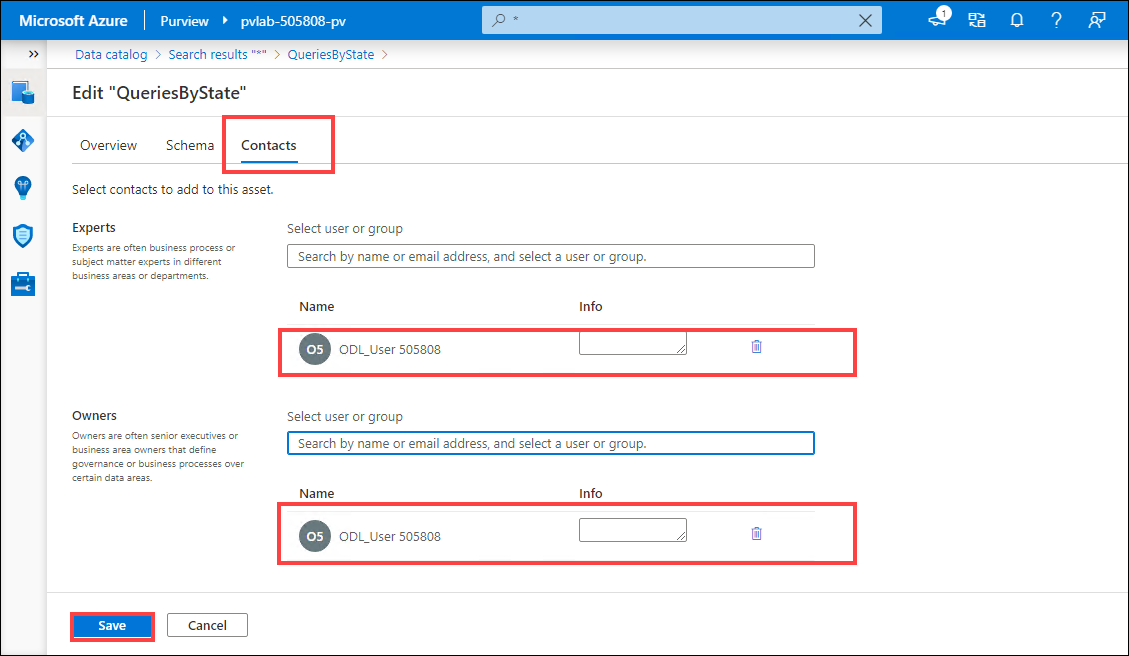 Microsoft Azure Purview pvlab-505808-pv * 1
Data catalog > Search results "*" > QueriesByState >
Edit "QueriesByState"
Overview Schema Contacts
Select contacts to add to this asset.
Experts
Experts are often business process or
subject matter experts in different
business areas or departments.
Select user or group
Search by name or email address, and select a user or group.
Name Info
O5 ODL_User 505808
Owners
Owners are often senior executives or
business area owners that define
governance or business processes over
certain data areas.
Select user or group
Search by name or email address, and select a user or group.
Name Info
O5 ODL_User 505808
Save Cancel